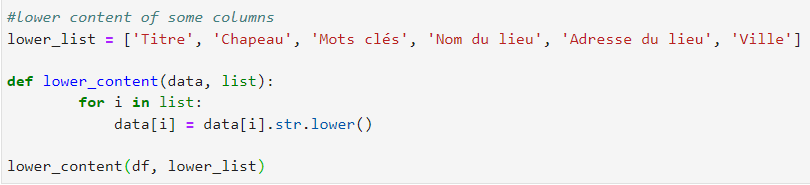 #lower content of some columns
lower_list = ['Titre', 'Chapeau', 'Mots clés', 'Nom du lieu', 'Adresse du lieu', 'Ville']
def lower_content(data, list):
        for i in list:
            data[i] = data[i].str.lower()
lower_content(df, lower_list)